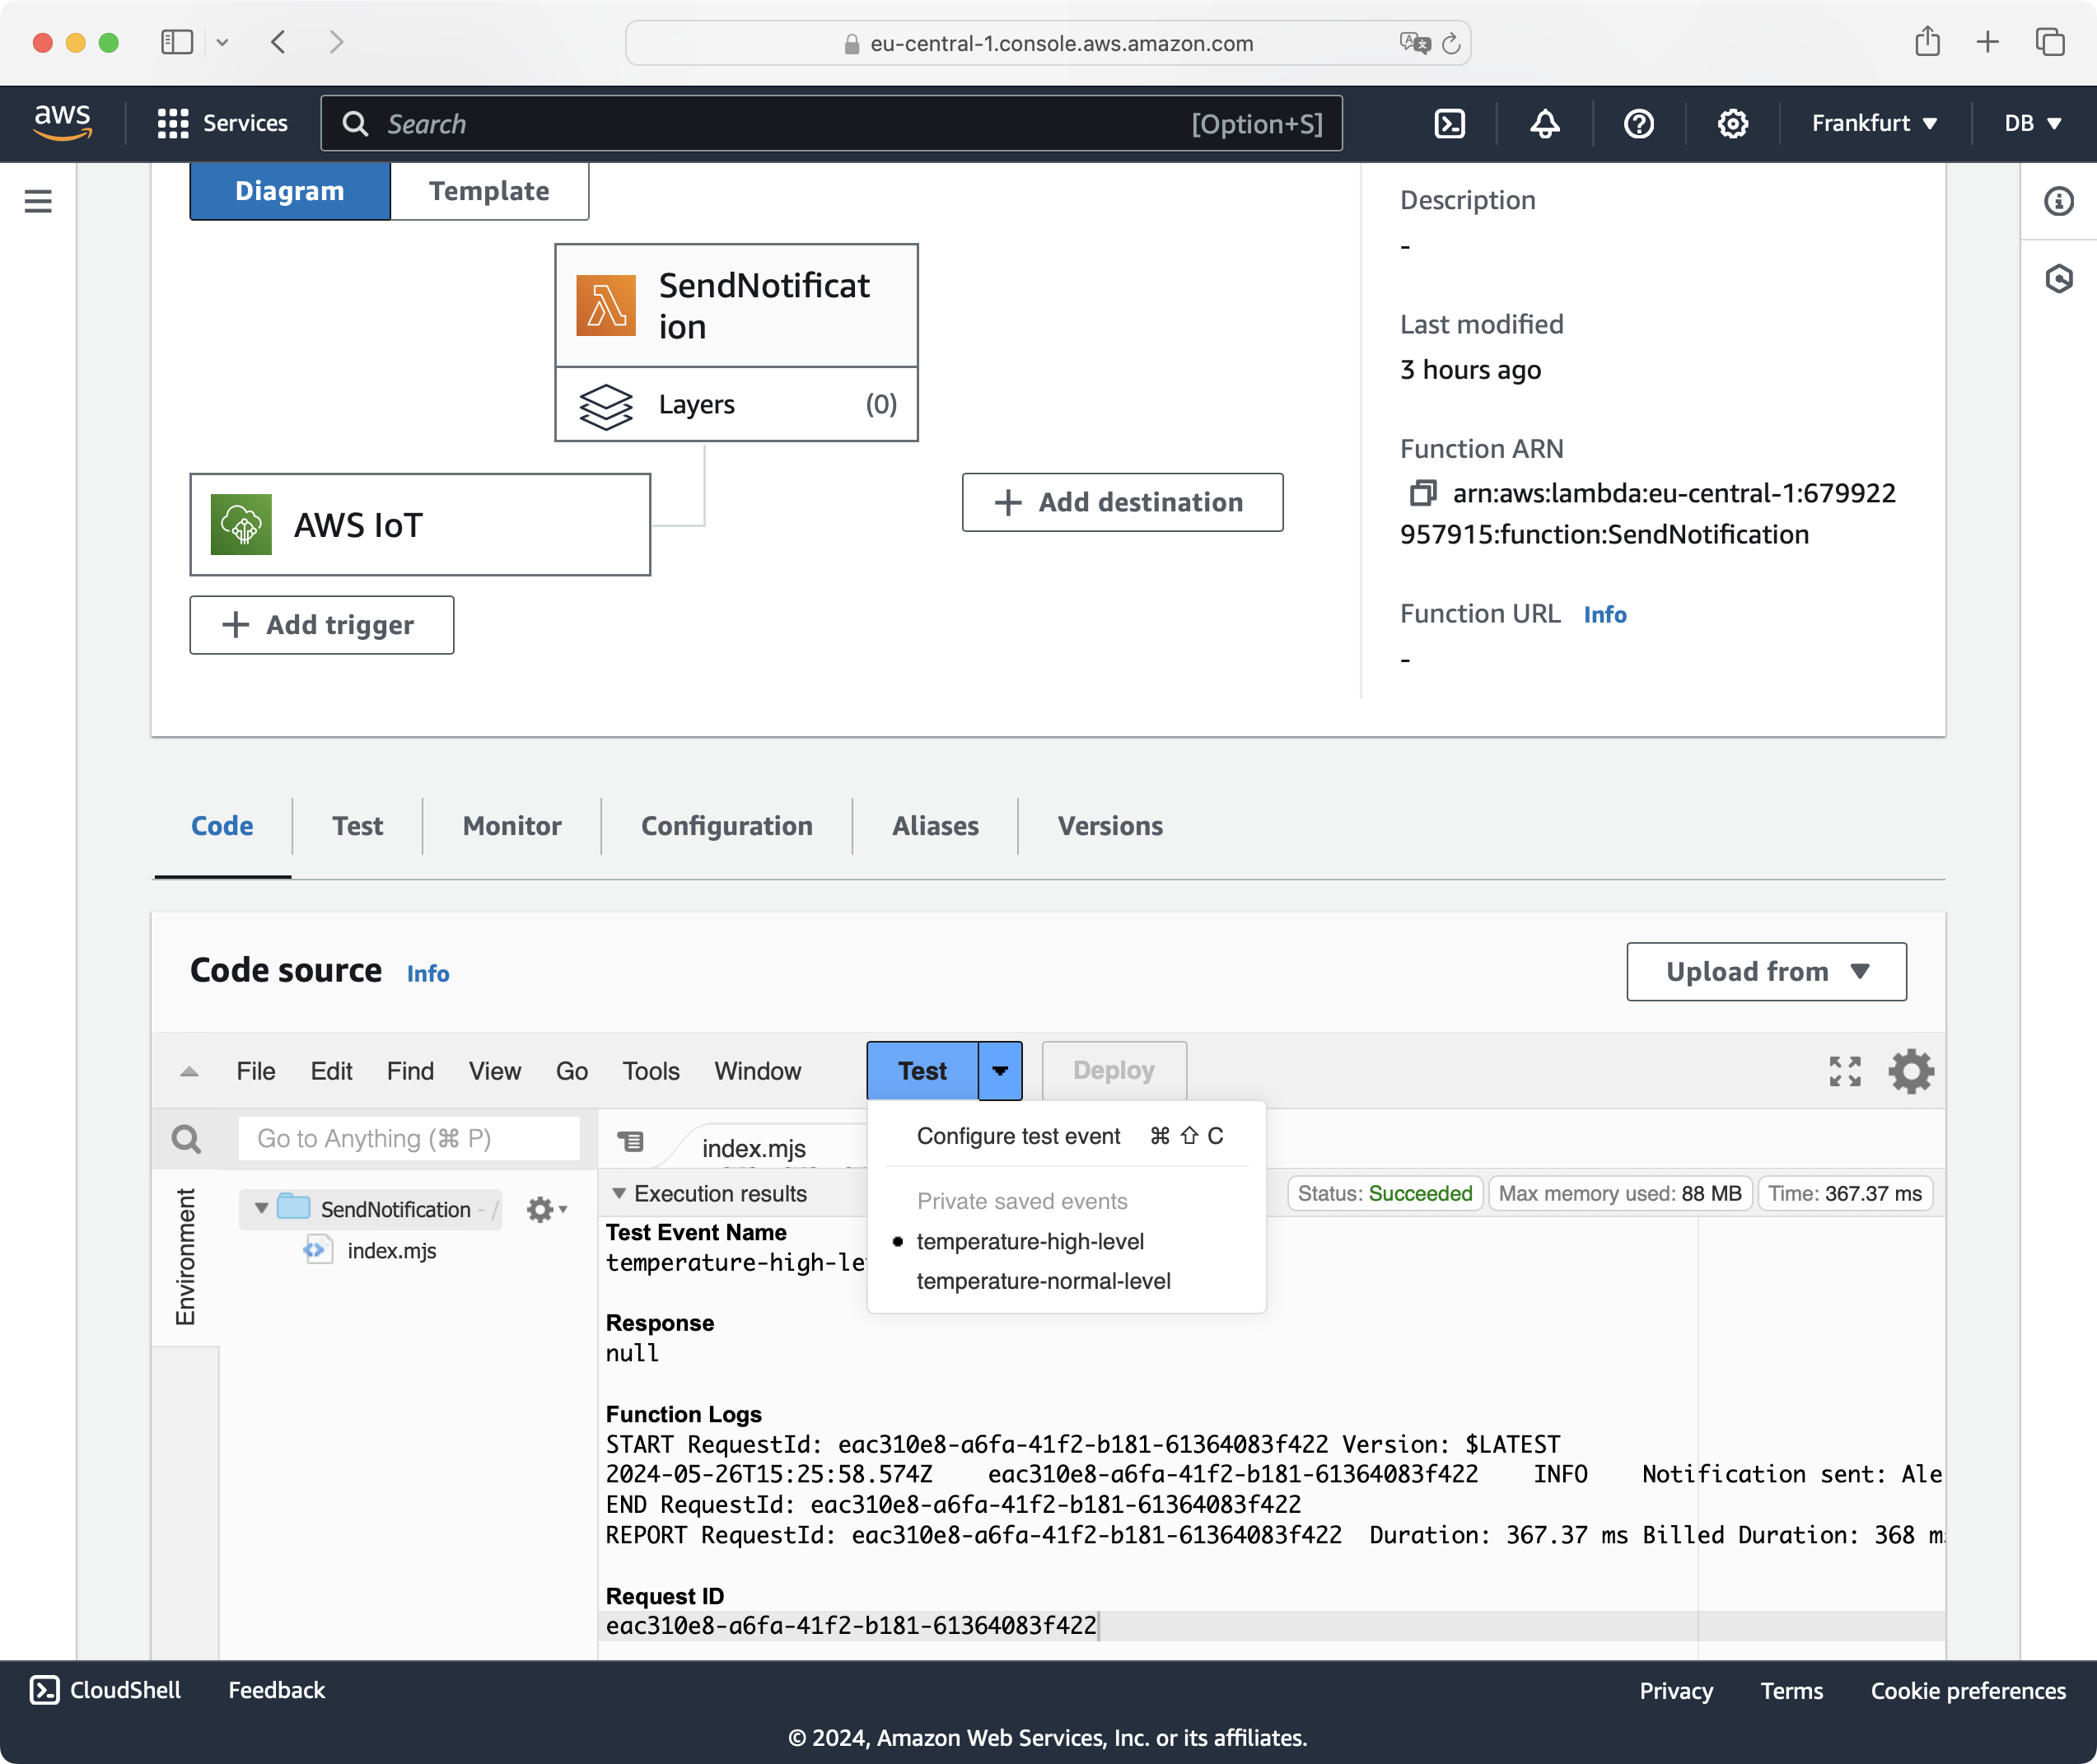 eu-central-1.console.aws.amazon.com
aws
Services
Search
[Option+S]
Frankfurt
DB
Diagram
Template
SendNotificat
ion
Layers
(0)
AWS IoT
Add destination
Add trigger
Description
-
Last modified
3 hours ago
Function ARN
arn:aws:lambda:eu-central-1:679922
957915:function:SendNotification
Function URL Info
-
Code
Test
Monitor
Configuration
Aliases
Versions
Code source Info
Upload from
File Edit Find View Go Tools Window
Test
Deploy
Go to Anything (⌘ P)
index.mjs
Configure test event ⌘ ⇧ C
Private saved events
temperature-high-level
temperature-normal-level
Environment
SendNotification - /
index.mjs
Execution results
Status: Succeeded
Max memory used: 88 MB
Time: 367.37 ms
Test Event Name
temperature-high-le
Response
null
Function Logs
START RequestId: eac310e8-a6fa-41f2-b181-61364083f422 Version: $LATEST
2024-05-26T15:25:58.574Z eac310e8-a6fa-41f2-b181-61364083f422 INFO Notification sent: Ale
END RequestId: eac310e8-a6fa-41f2-b181-61364083f422
REPORT RequestId: eac310e8-a6fa-41f2-b181-61364083f422 Duration: 367.37 ms Billed Duration: 368 m
Request ID
eac310e8-a6fa-41f2-b181-61364083f422
CloudShell
Feedback
Privacy
Terms
Cookie preferences
© 2024, Amazon Web Services, Inc. or its affiliates.